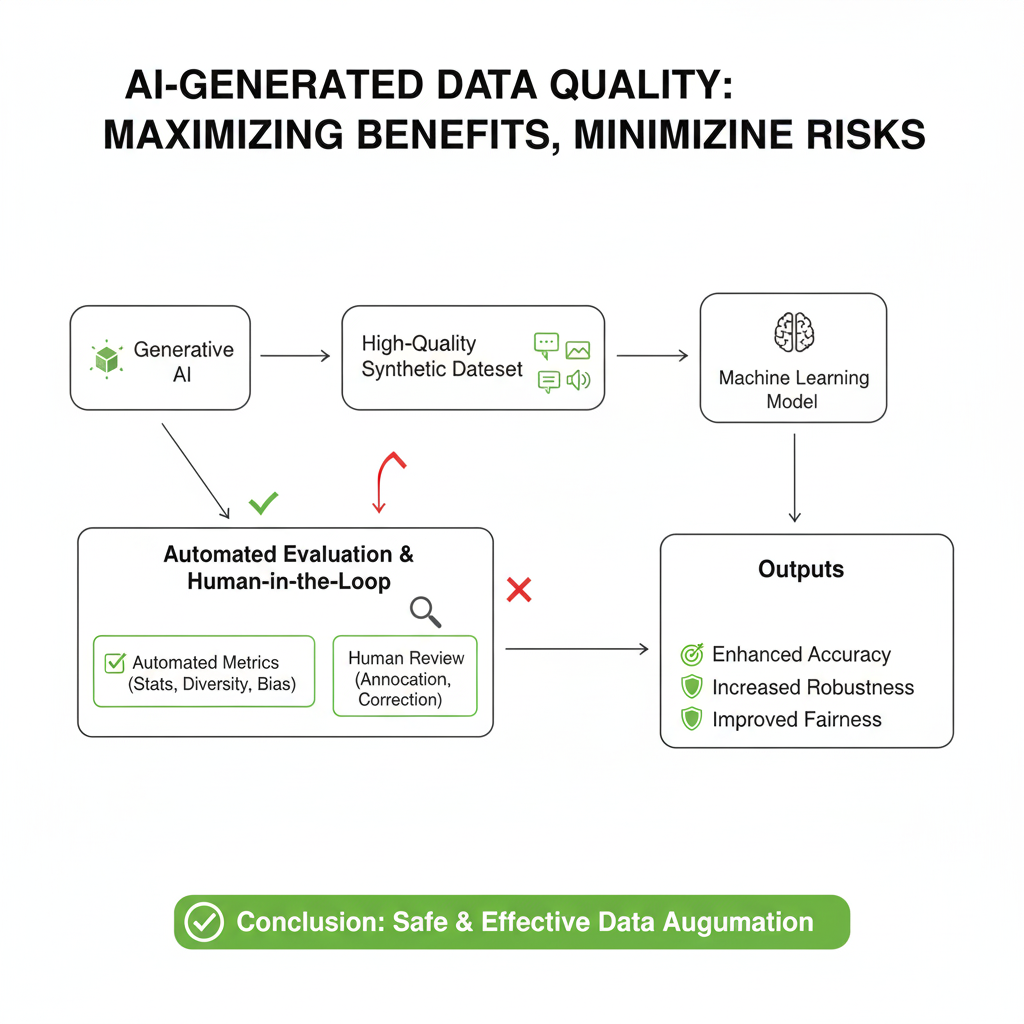 AI-GENERATED DATA QUALITY:
MAXIMIZING BENEFITS, MINIMIZINE RISKS
Generative
AI
High-Quality
Synthetic Dateset
Machine Learning
Model
Automated Evaluation &
Human-in-the-Loop
Automated Metrics
(Stats, Diversity, Bias)
Human Review
(Annocation,
Correction)
Outputs
Enhanced Accuracy
Increased Robustness
Improved Fairness
Conclusion: Safe & Effective Data Augumation